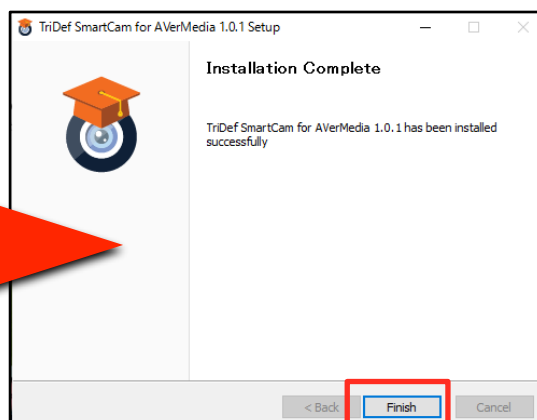 TriDef SmartCam for AVerMedia 1.0.1 Setup
Installation Complete
TriDef SmartCam for AVerMedia 1.0.1 has been installed
successfully
< Back
Finish
Cancel